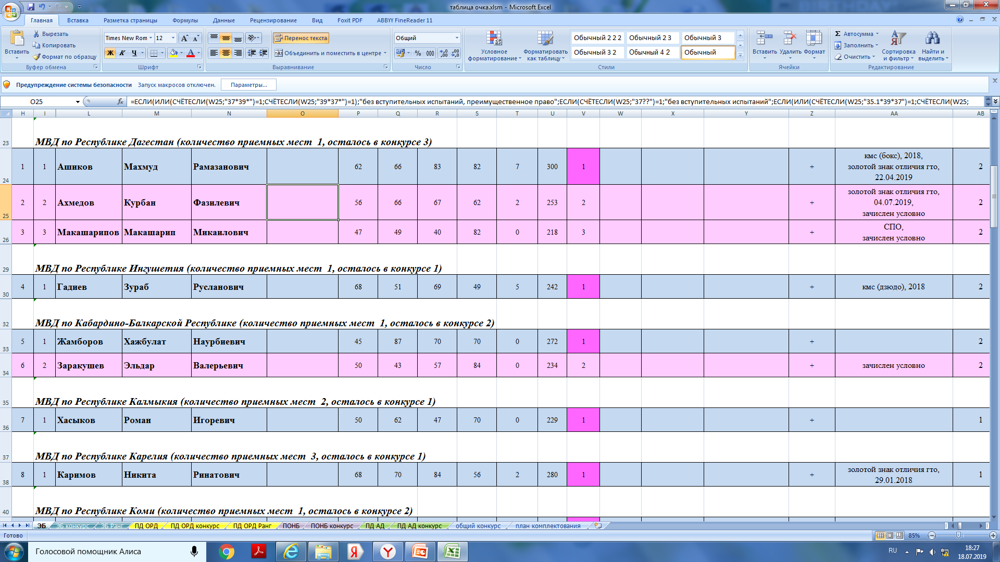 таблица очка.xlsm - Microsoft Excel
Главная Вставка Разметка страницы Формулы Данные Рецензирование Вид Foxit PDF ABBYY FineReader 11
Вставить
Вырезать
Копировать
Формат по образцу
Буфер обмена
Times New Rom 12
Ж К Ч
Шрифт
Перенос текста
Объединить и поместить в центре
Выравнивание
Общий
% 000
Число
Условное форматирование
Форматировать как таблицу
Обычный 2 2 2 Обычный 2 3 Обычный 3
Обычный 3 2 Обычный 4 2 Обычный
Стили
Вставить Удалить Формат
Ячейки
Σ Автосумма
Заполнить
Очистить
Сортировка и фильтр
Найти и выделить
Редактирование
Предупреждение системы безопасности Запуск макросов отключен. Параметры...
O25 fx =ЕСЛИ(ИЛИ(СЧЁТЕСЛИ(W25;"37*39*")=1;СЧЁТЕСЛИ(W25;"39*37*")=1);"без вступительных испытаний, преимущественное право";ЕСЛИ(СЧЁТЕСЛИ(W25;"37??")=1;"без вступительных испытаний";ЕСЛИ(ИЛИ(СЧЁТЕСЛИ(W25;"35.1*39*37")=1;СЧЁТЕСЛИ(W25;
H I L M N O P Q R S T U V W X Y Z AA AB
23 МВД по Республике Дагестан (количество приемных мест 1, осталось в конкурсе 3)
24 1 1 Ашиков Махмуд Рамазанович 62 66 83 82 7 300 1 + кмс (бокс), 2018, золотой знак отличия гто, 22.04.2019 2
25 2 2 Ахмедов Курбан Фазилевич 56 66 67 62 2 253 2 + золотой знак отличия гто, 04.07.2019, зачислен условно 2
26 3 3 Макашарипов Макашарип Микаилович 47 49 40 82 0 218 3 + СПО, зачислен условно 2
29 МВД по Республике Ингушетия (количество приемных мест 1, осталось в конкурсе 1)
30 4 1 Гадиев Зураб Русланович 68 51 69 49 5 242 1 + кмс (дзюдо), 2018 2
32 МВД по Кабардино-Балкарской Республике (количество приемных мест 1, осталось в конкурсе 2)
33 5 1 Жамборов Хажбулат Наурбиевич 45 87 70 70 0 272 1 + 2
34 6 2 Заракушев Эльдар Валерьевич 50 43 57 84 0 234 2 + зачислен условно 2
35 МВД по Республике Калмыкия (количество приемных мест 2, осталось в конкурсе 1)
36 7 1 Хасыков Роман Игоревич 50 62 47 70 0 229 1 + 1
37 МВД по Республике Карелия (количество приемных мест 3, осталось в конкурсе 1)
38 8 1 Каримов Никита Ринатович 68 70 84 56 2 280 1 + золотой знак отличия гто, 29.01.2018 1
40 МВД по Республике Коми (количество приемных мест 1, осталось в конкурсе 2)
ЭБ ЭБ конкурс ЭБ Ранг ПД ОРД ПД ОРД конкурс ПД ОРД Ранг ПОНБ ПОНБ конкурс ПД АД ПД АД конкурс общий конкурс план комплектования
Готово 85%
Голосовой помощник Алиса RU 18:27
18.07.2019